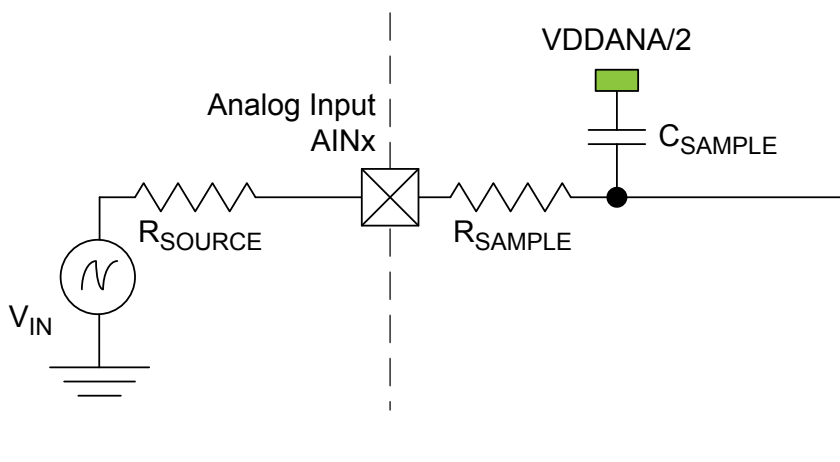 VDDANA/2
Analog Input
AINx
CSAMPLE
RSOURCE
RSAMPLE
VIN